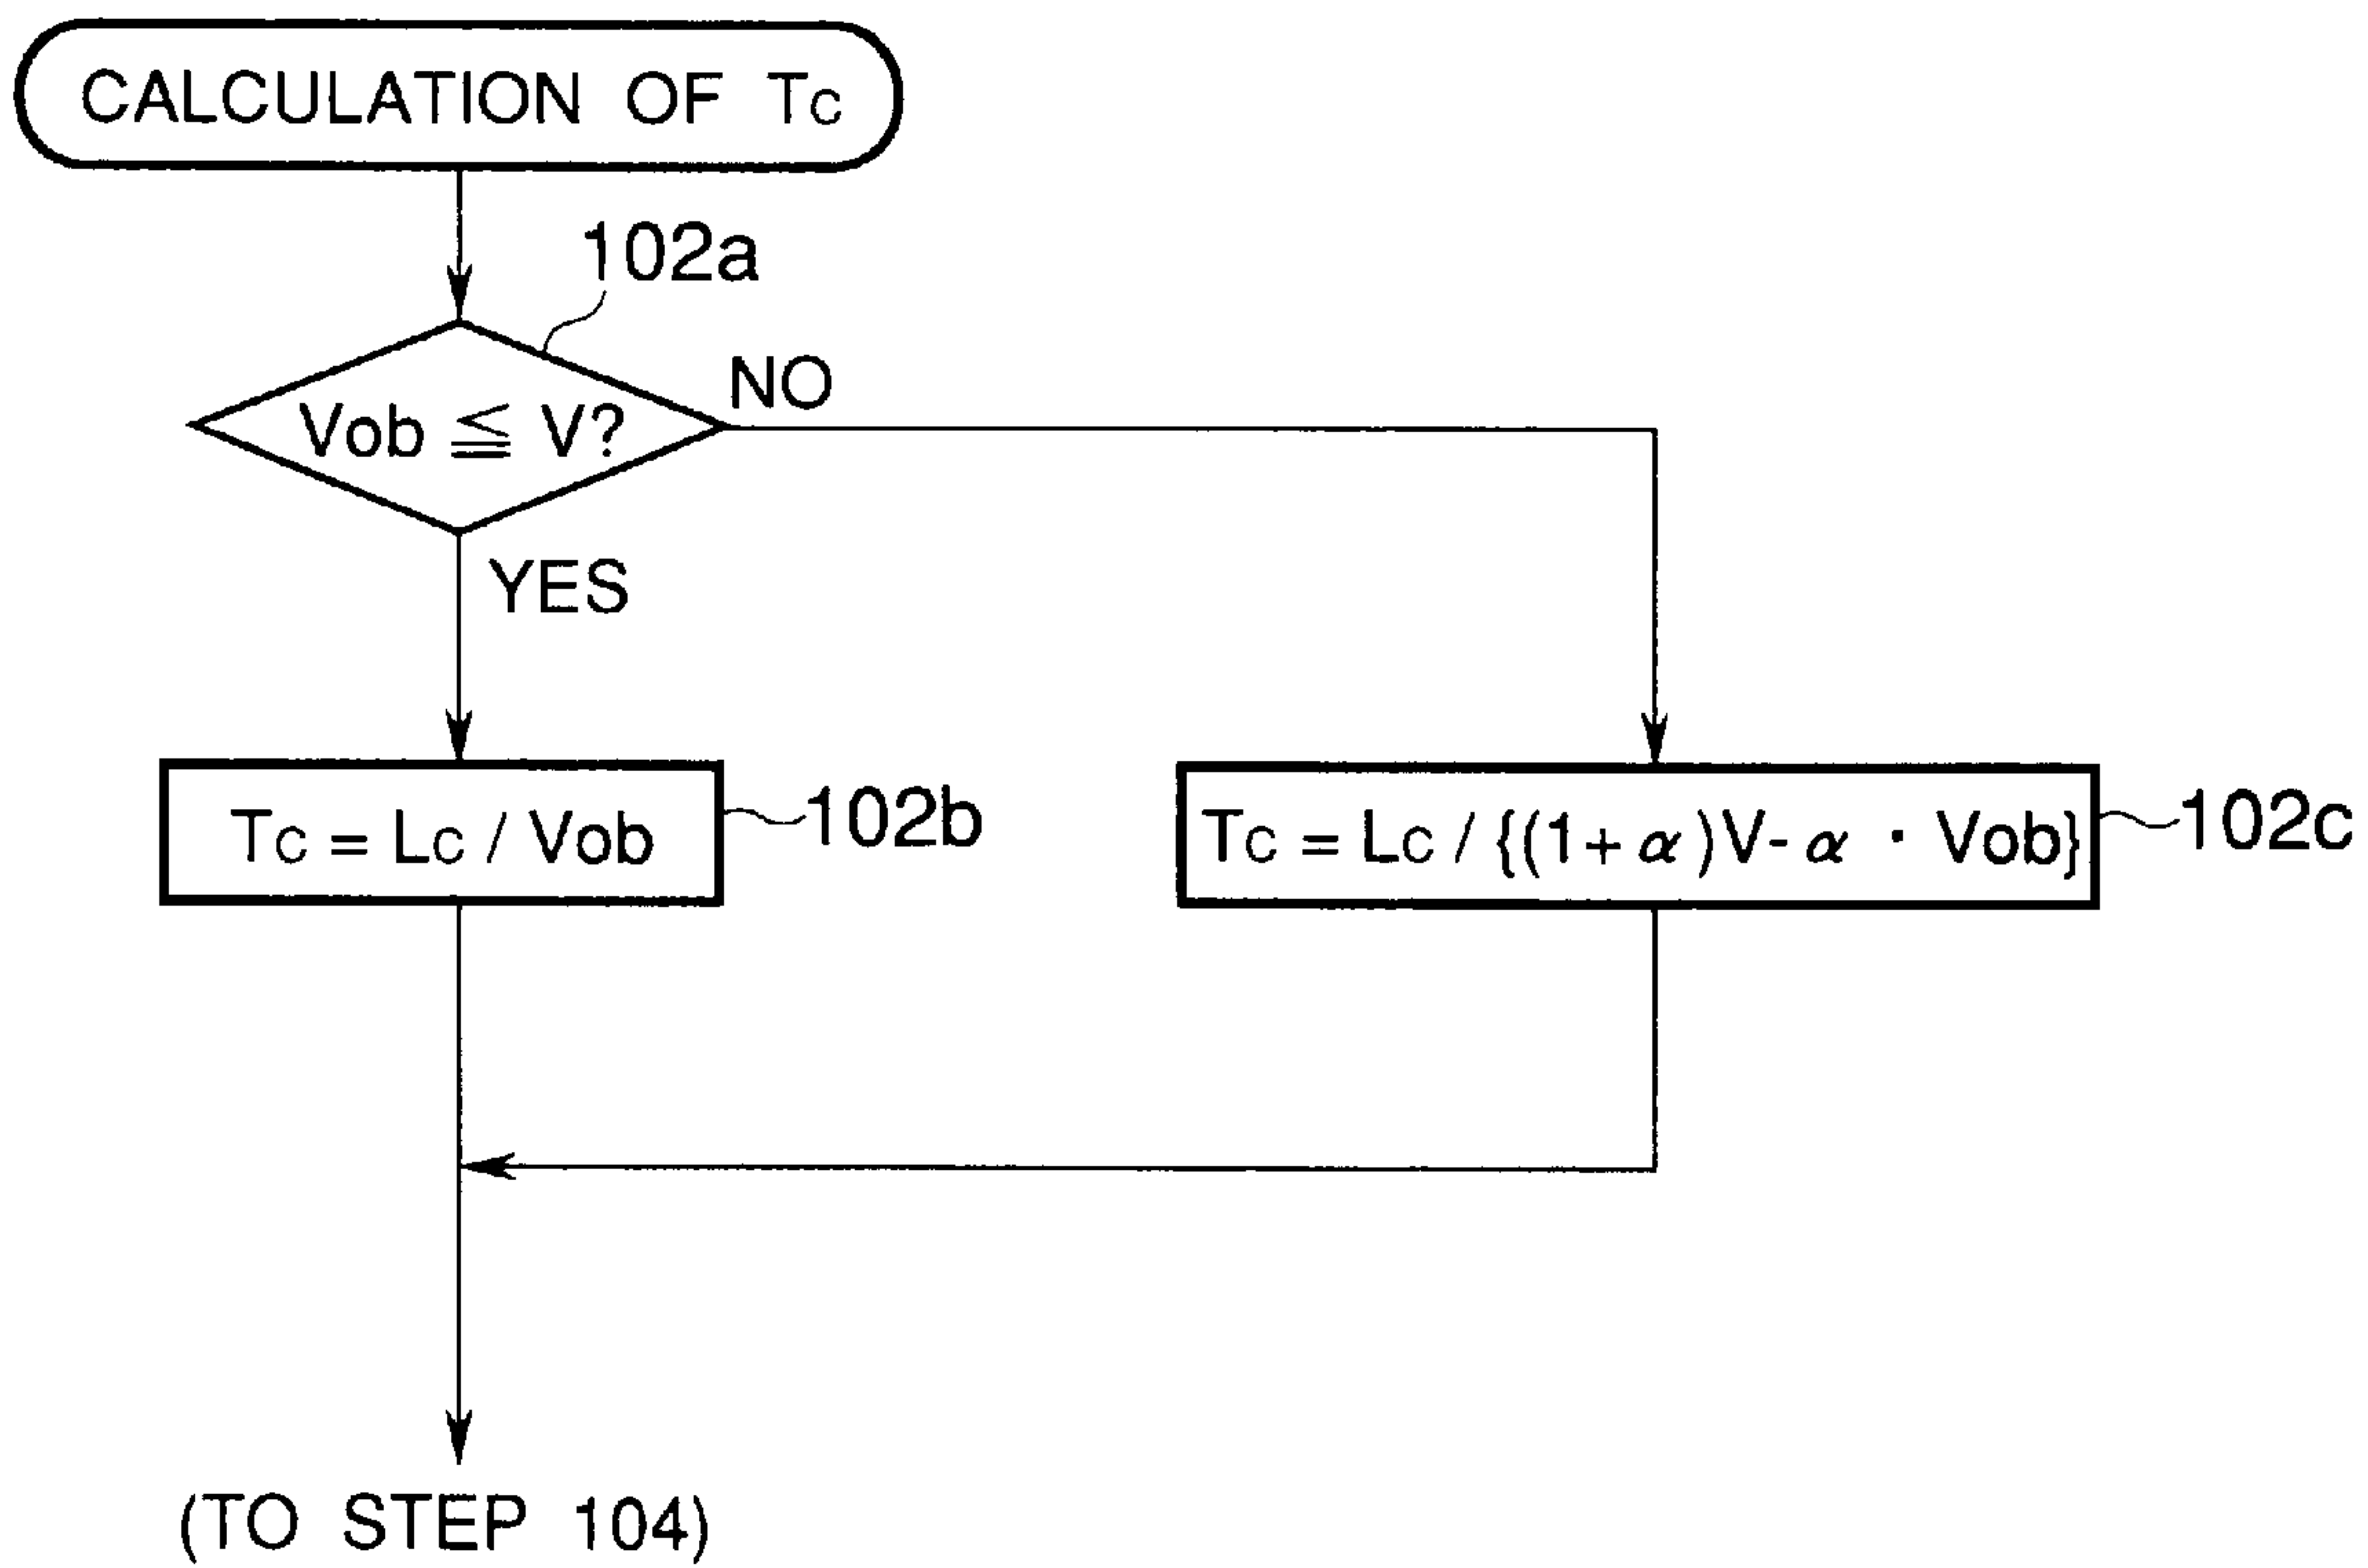 CALCULATION OF Tc
102a
Vob ≦ V?
NO
YES
Tc = Lc / Vob
102b
Tc = Lc / {(1+α)V-α・Vob}
102c
(TO STEP 104)